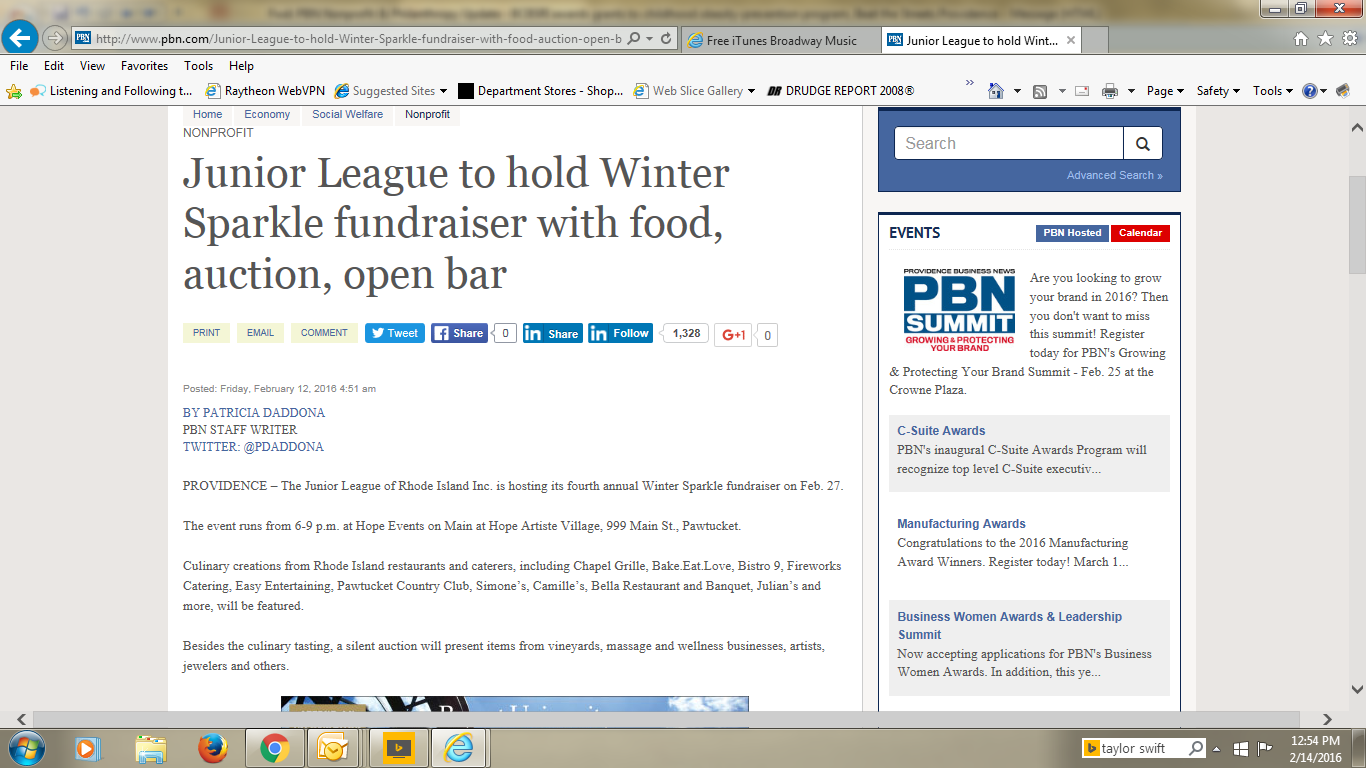 http://www.pbn.com/Junior-League-to-hold-Winter-Sparkle-fundraiser-with-food-auction-open-b
Free iTunes Broadway Music
Junior League to hold Wint...
File Edit View Favorites Tools Help
Listening and Following t...
Raytheon WebVPN
Suggested Sites
Department Stores - Shop...
Web Slice Gallery
DR DRUDGE REPORT 2008®
Page Safety Tools
Home Economy Social Welfare Nonprofit
NONPROFIT
Junior League to hold Winter
Sparkle fundraiser with food,
auction, open bar
PRINT EMAIL COMMENT Tweet Share 0 Share Follow 1,328 G+1 0
Posted: Friday, February 12, 2016 4:51 am
BY PATRICIA DADDONA
PBN STAFF WRITER
TWITTER: @PDADDONA
PROVIDENCE – The Junior League of Rhode Island Inc. is hosting its fourth annual Winter Sparkle fundraiser on Feb. 27.
The event runs from 6-9 p.m. at Hope Events on Main at Hope Artiste Village, 999 Main St., Pawtucket.
Culinary creations from Rhode Island restaurants and caterers, including Chapel Grille, Bake.Eat.Love, Bistro 9, Fireworks
Catering, Easy Entertaining, Pawtucket Country Club, Simone's, Camille's, Bella Restaurant and Banquet, Julian's and
more, will be featured.
Besides the culinary tasting, a silent auction will present items from vineyards, massage and wellness businesses, artists,
jewelers and others.
Search
Advanced Search »
EVENTS
PBN Hosted
Calendar
PROVIDENCE BUSINESS NEWS
PBN
SUMMIT
GROWING & PROTECTING
YOUR BRAND
Are you looking to grow
your brand in 2016? Then
you don't want to miss
this summit! Register
today for PBN's Growing
& Protecting Your Brand Summit - Feb. 25 at the
Crowne Plaza.
C-Suite Awards
PBN's inaugural C-Suite Awards Program will
recognize top level C-Suite executiv...
Manufacturing Awards
Congratulations to the 2016 Manufacturing
Award Winners. Register today! March 1...
Business Women Awards & Leadership
Summit
Now accepting applications for PBN's Business
Women Awards. In addition, this ye...
taylor swift
12:54 PM
2/14/2016